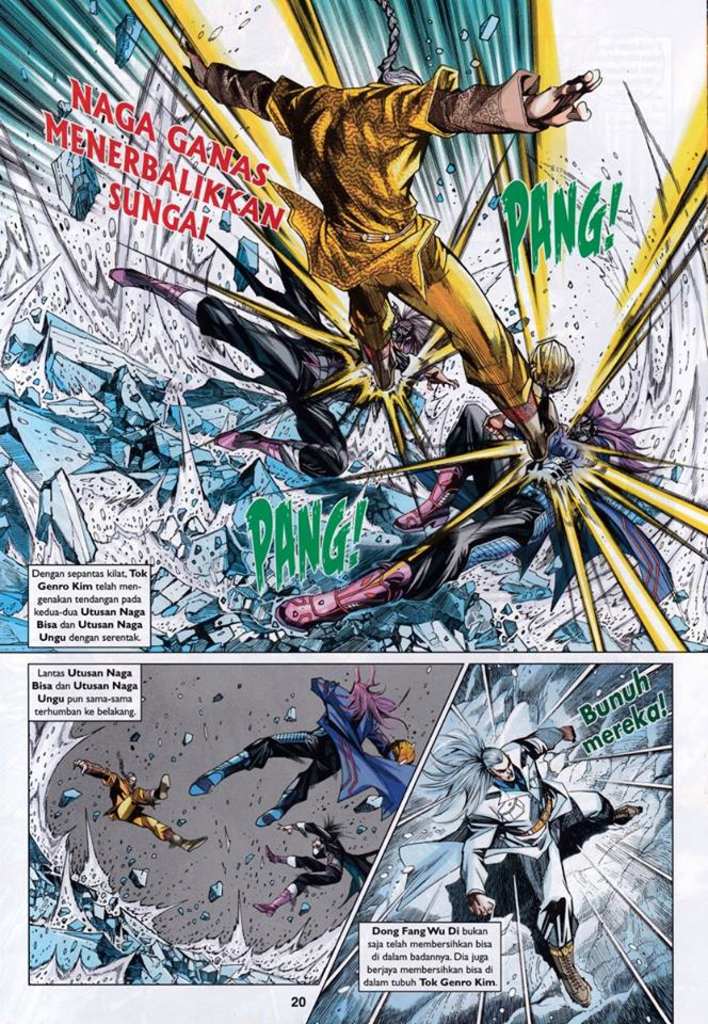 NAGA GANAS
MENERBALIKKAN
SUNGAI
PANG!
PANG!
Dengan sepantas kilat, Tok
Genro Kim telah men-
genakan tendangan pada
kedua-dua Utusan Naga
Bisa dan Utusan Naga
Ungu dengan serentak.
Lantas Utusan Naga
Bisa dan Utusan Naga
Ungu pun sama-sama
terhumban ke belakang.
Bunuh
mereka!
Dong Fang Wu Di bukan
saja telah membersihkan bisa
di dalam badannya. Dia juga
berjaya membersihkan bisa di
dalam tubuh Tok Genro Kim.
20